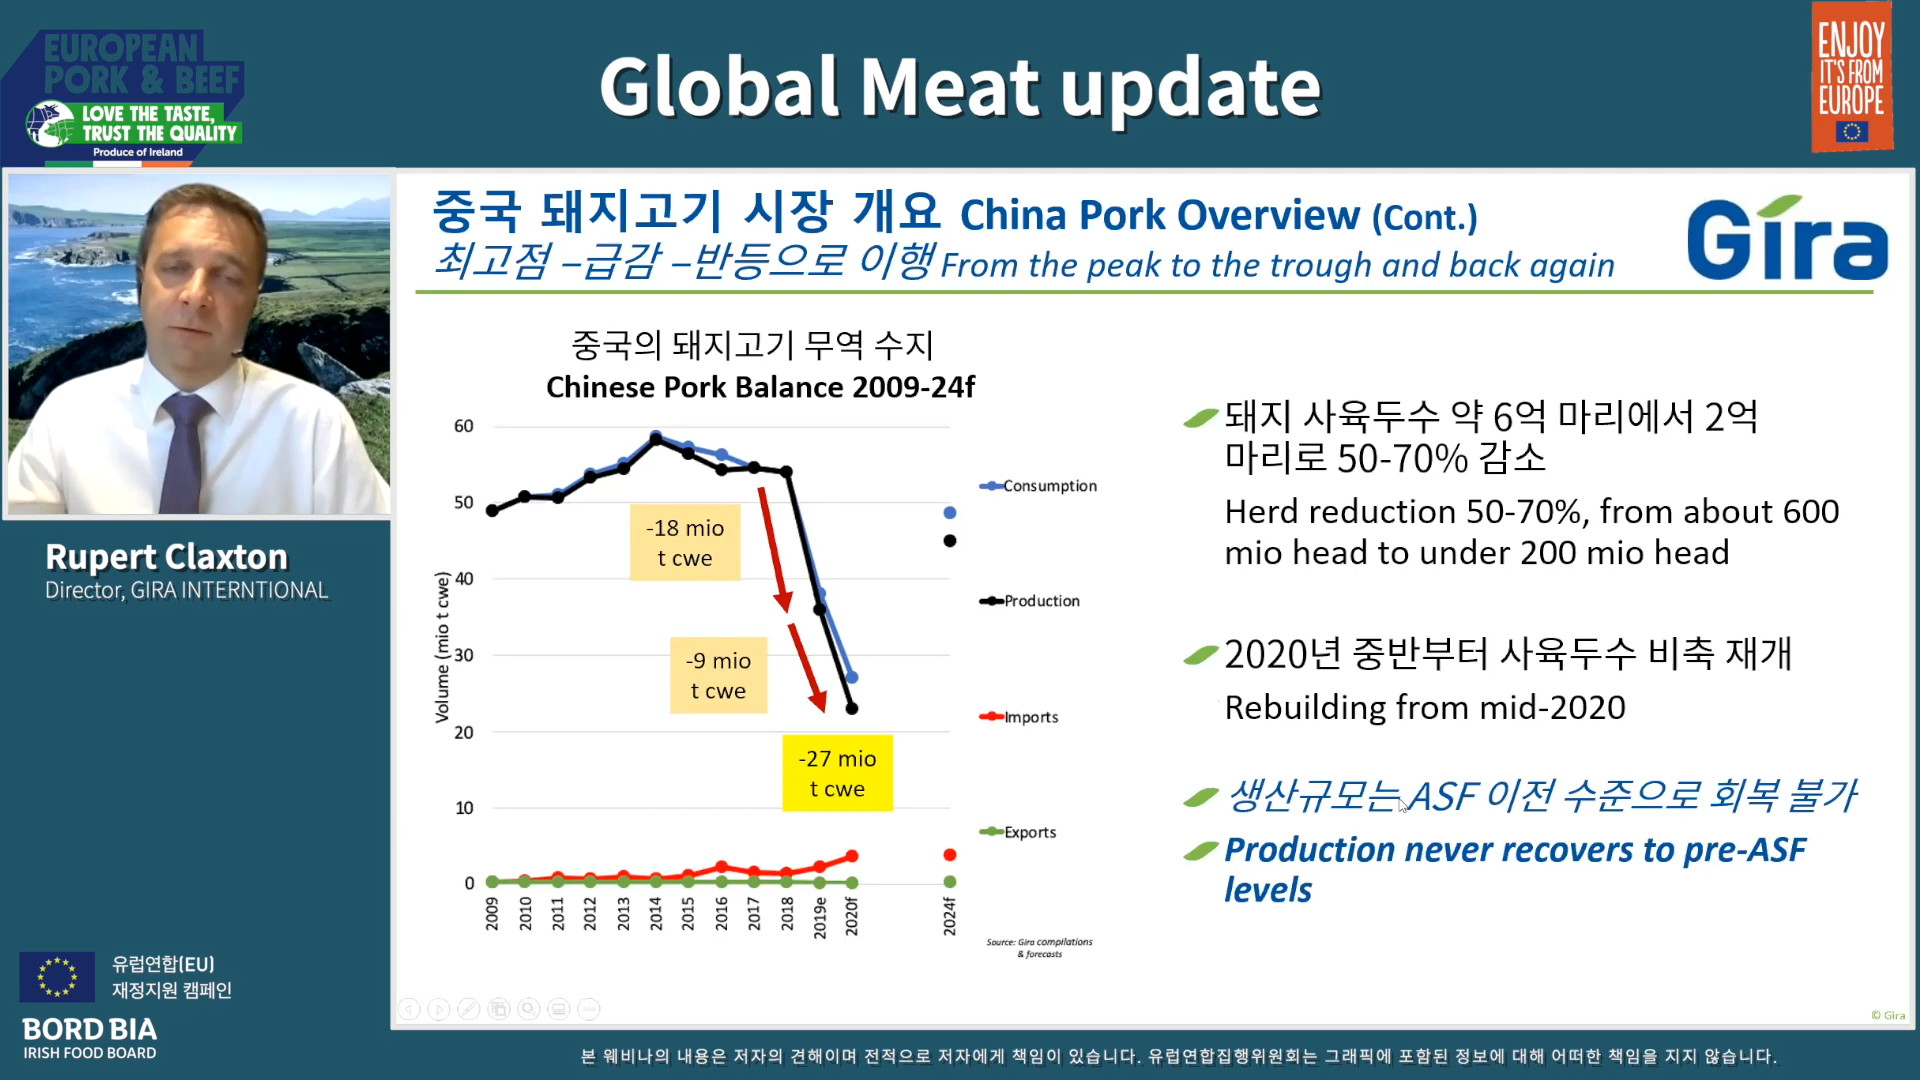 EUROPEAN
PORK & BEEF
LOVE THE TASTE,
TRUST THE QUALITY
Produce of Ireland
Global Meat update
ENJOY
IT'S FROM
EUROPE
중국 돼지고기 시장 개요 China Pork Overview (Cont.)
최고점 –급감 –반등으로 이행 From the peak to the trough and back again
Gira
Rupert Claxton
Director, GIRA INTERNTIONAL
중국의 돼지고기 무역 수지
Chinese Pork Balance 2009-24f
Volume (mio t cwe)
60
50
40
30
20
10
0
-18 mio
t cwe
-9 mio
t cwe
-27 mio
t cwe
2009
2010
2011
2012
2013
2014
2015
2016
2017
2018
2019e
2020f
2024f
Consumption
Production
Imports
Exports
Source: Gira compilations
& forecasts
돼지 사육두수 약 6억 마리에서 2억
마리로 50-70% 감소
Herd reduction 50-70%, from about 600
mio head to under 200 mio head
2020년 중반부터 사육두수 비축 재개
Rebuilding from mid-2020
생산규모는 ASF 이전 수준으로 회복 불가
Production never recovers to pre-ASF
levels
© Gira
유럽연합(EU)
재정지원 캠페인
BORD BIA
IRISH FOOD BOARD
본 웨비나의 내용은 저자의 견해이며 전적으로 저자에게 책임이 있습니다. 유럽연합집행위원회는 그래픽에 포함된 정보에 대해 어떠한 책임을 지지 않습니다.